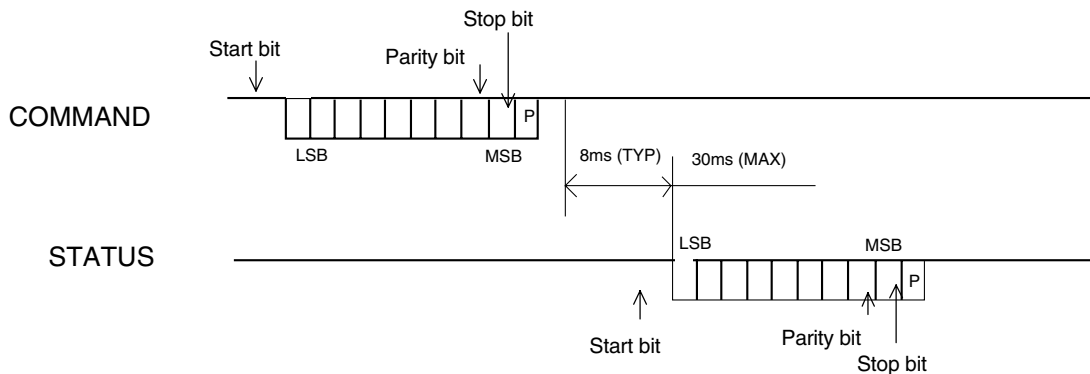 Stop bit
Start bit
Parity bit
COMMAND
P
LSB
MSB
8ms (TYP)
30ms (MAX)
STATUS
LSB
MSB
P
Start bit
Parity bit
Stop bit